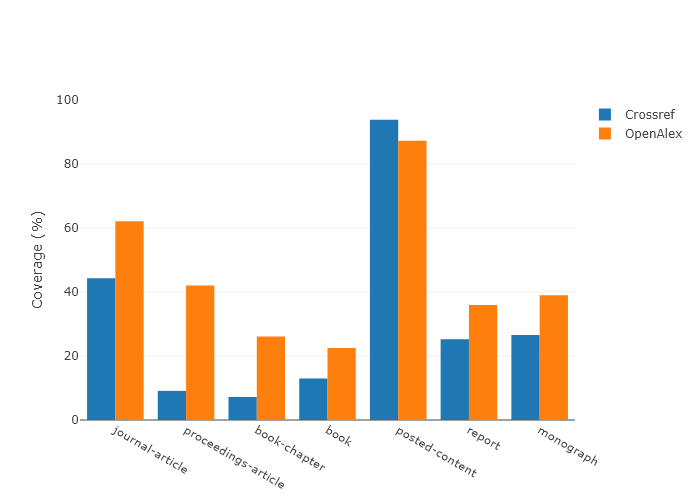 100
80
60
40
20
0
Coverage (%)
journal-article
proceedings-article
book-chapter
book
posted-content
report
monograph
Crossref
OpenAlex